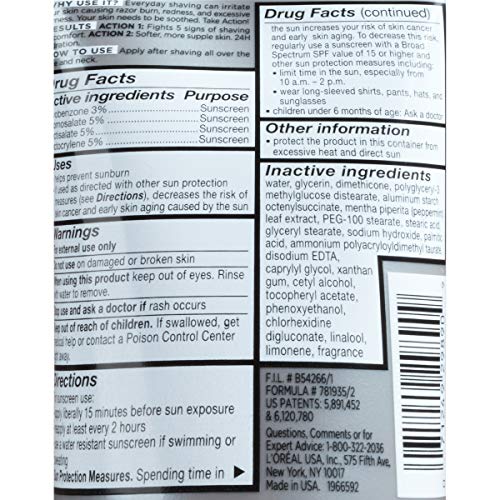 WHY USE IT? Everyday shaving can irritate
skin causing razor burn, redness, and excessive
ness. Your skin needs to be soothed. Take Action!
RESULTS ACTION 1: Fights 5 signs of shaving
comfort. ACTION 2: Softer, more supple skin. 24H
dration.
HOW TO USE Apply after shaving all over the
and neck.
Drug Facts
Active ingredients Purpose
obenzone 3% Sunscreen
mosalate 5% Sunscreen
tisalate 5% Sunscreen
ocrylene 5% Sunscreen
Uses
helps prevent sunburn
if used as directed with other sun protection
measures (see Directions), decreases the risk of
skin cancer and early skin aging caused by the sun
Warnings
For external use only
Do not use on damaged or broken skin
When using this product keep out of eyes. Rinse
with water to remove.
Stop use and ask a doctor if rash occurs
Keep out of reach of children. If swallowed, get
medical help or contact a Poison Control Center
right away.
Directions
For sunscreen use:
apply liberally 15 minutes before sun exposure
reapply at least every 2 hours
use a water resistant sunscreen if swimming or
sweating
Sun Protection Measures. Spending time in
Drug Facts (continued)
the sun increases your risk of skin cancer
and early skin aging. To decrease this risk,
regularly use a sunscreen with a Broad
Spectrum SPF value of 15 or higher and
other sun protection measures including:
• limit time in the sun, especially from
10 a.m. – 2 p.m.
• wear long-sleeved shirts, pants, hats, and
sunglasses
• children under 6 months of age: Ask a doctor
Other information
• protect the product in this container from
excessive heat and direct sun
Inactive ingredients
water, glycerin, dimethicone, polyglyceryl-3
methylglucose distearate, aluminum starch
octenylsuccinate, mentha piperita (peppermint)
leaf extract, PEG-100 stearate, stearic acid,
glyceryl stearate, sodium hydroxide, palmitic
acid, ammonium polyacryloyldimethyl taurate,
disodium EDTA,
caprylyl glycol, xanthan
gum, cetyl alcohol,
tocopheryl acetate,
phenoxyethanol,
chlorhexidine
digluconate, linalool,
limonene, fragrance
F.I.L. # B54266/1
FORMULA # 781935/2
US PATENTS: 5,891,452
& 6,120,780
Questions, Comments or for
Expert Advice: 1-800-322-2036
L'ORÉAL USA, Inc., 575 Fifth Ave,
New York, NY 10017
Made in USA 1966592